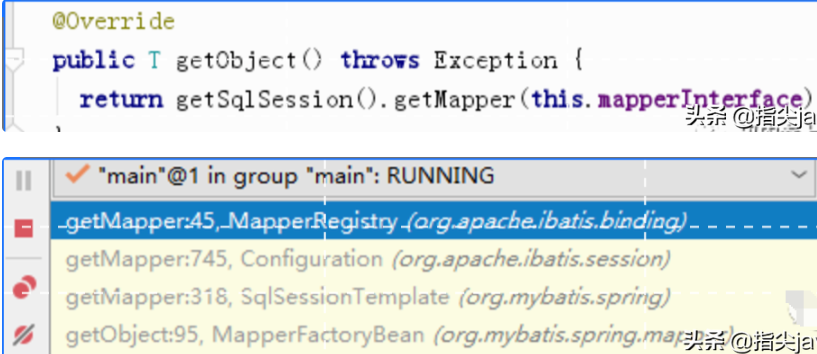 @Override
public T getObject() throws Exception {
return getSqlSession().getMapper(this.mapperInterface)
头条 @指尖ja
"main"@1 in group "main": RUNNING
getMapper:45, MapperRegistry (org.apache.ibatis.binding)
getMapper:745, Configuration (org.apache.ibatis.session)
getMapper:318, SqlSessionTemplate (org.mybatis.spring)
getObject:95, MapperFactoryBean (org.mybatis.spring.mapper)
头条 @指尖ja